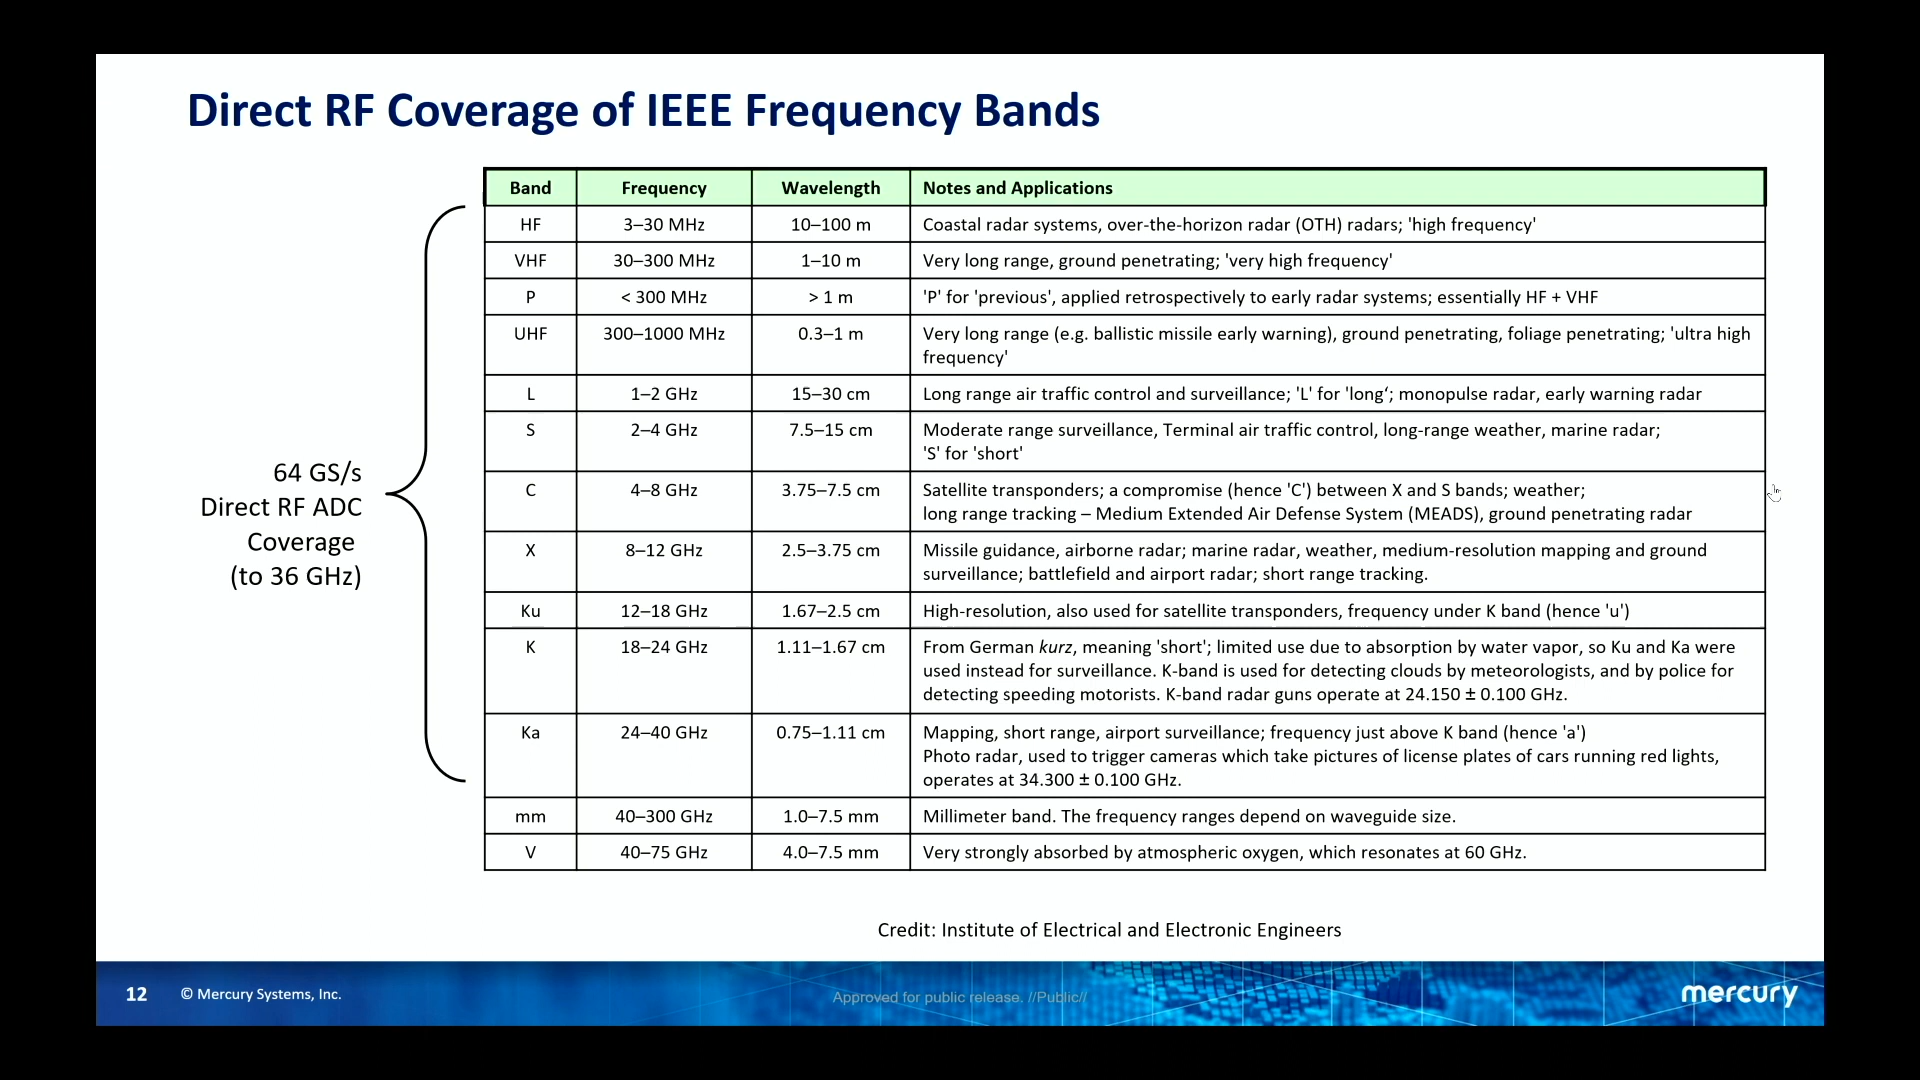 Direct RF Coverage of IEEE Frequency Bands
64 GS/s
Direct RF ADC
Coverage
(to 36 GHz)
Band Frequency Wavelength Notes and Applications
HF 3–30 MHz 10–100 m Coastal radar systems, over-the-horizon radar (OTH) radars; 'high frequency'
VHF 30–300 MHz 1–10 m Very long range, ground penetrating; 'very high frequency'
P < 300 MHz > 1 m 'P' for 'previous', applied retrospectively to early radar systems; essentially HF + VHF
UHF 300–1000 MHz 0.3–1 m Very long range (e.g. ballistic missile early warning), ground penetrating, foliage penetrating; 'ultra high
frequency'
L 1–2 GHz 15–30 cm Long range air traffic control and surveillance; 'L' for 'long‘; monopulse radar, early warning radar
S 2–4 GHz 7.5–15 cm Moderate range surveillance, Terminal air traffic control, long-range weather, marine radar;
'S' for 'short'
C 4–8 GHz 3.75–7.5 cm Satellite transponders; a compromise (hence 'C') between X and S bands; weather;
long range tracking – Medium Extended Air Defense System (MEADS), ground penetrating radar
X 8–12 GHz 2.5–3.75 cm Missile guidance, airborne radar; marine radar, weather, medium-resolution mapping and ground
surveillance; battlefield and airport radar; short range tracking.
Ku 12–18 GHz 1.67–2.5 cm High-resolution, also used for satellite transponders, frequency under K band (hence 'u')
K 18–24 GHz 1.11–1.67 cm From German kurz, meaning 'short'; limited use due to absorption by water vapor, so Ku and Ka were
used instead for surveillance. K-band is used for detecting clouds by meteorologists, and by police for
detecting speeding motorists. K-band radar guns operate at 24.150 ± 0.100 GHz.
Ka 24–40 GHz 0.75–1.11 cm Mapping, short range, airport surveillance; frequency just above K band (hence 'a')
Photo radar, used to trigger cameras which take pictures of license plates of cars running red lights,
operates at 34.300 ± 0.100 GHz.
mm 40–300 GHz 1.0–7.5 mm Millimeter band. The frequency ranges depend on waveguide size.
V 40–75 GHz 4.0–7.5 mm Very strongly absorbed by atmospheric oxygen, which resonates at 60 GHz.
Credit: Institute of Electrical and Electronic Engineers
12 © Mercury Systems, Inc. Approved for public release. //Public// mercury